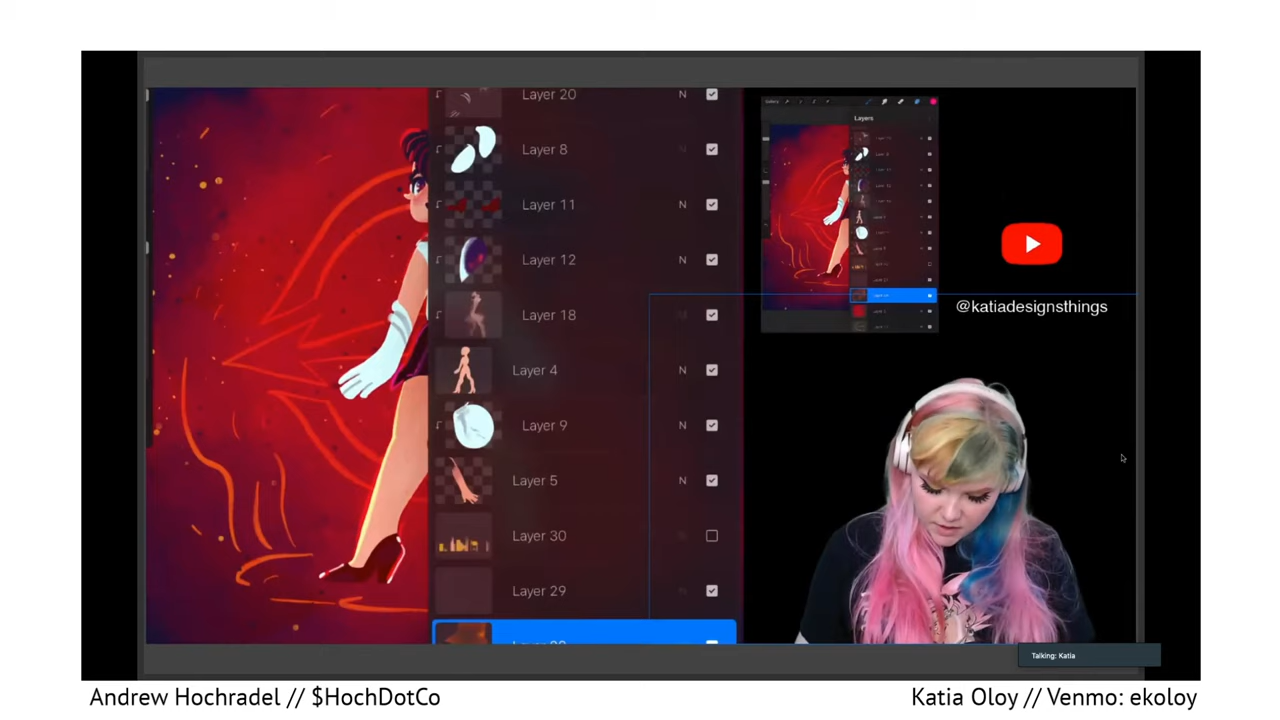 Layer 20 N
Layer 8
Layer 11 N
Layer 12 N
Layer 18
Layer 4 N
Layer 9 N
Layer 5 N
Layer 30
Layer 29
Gallery
Layers
@katiadesignsthings
Talking: Katia
Andrew Hochradel // $HochDotCo
Katia Oloy // Venmo: ekoloy